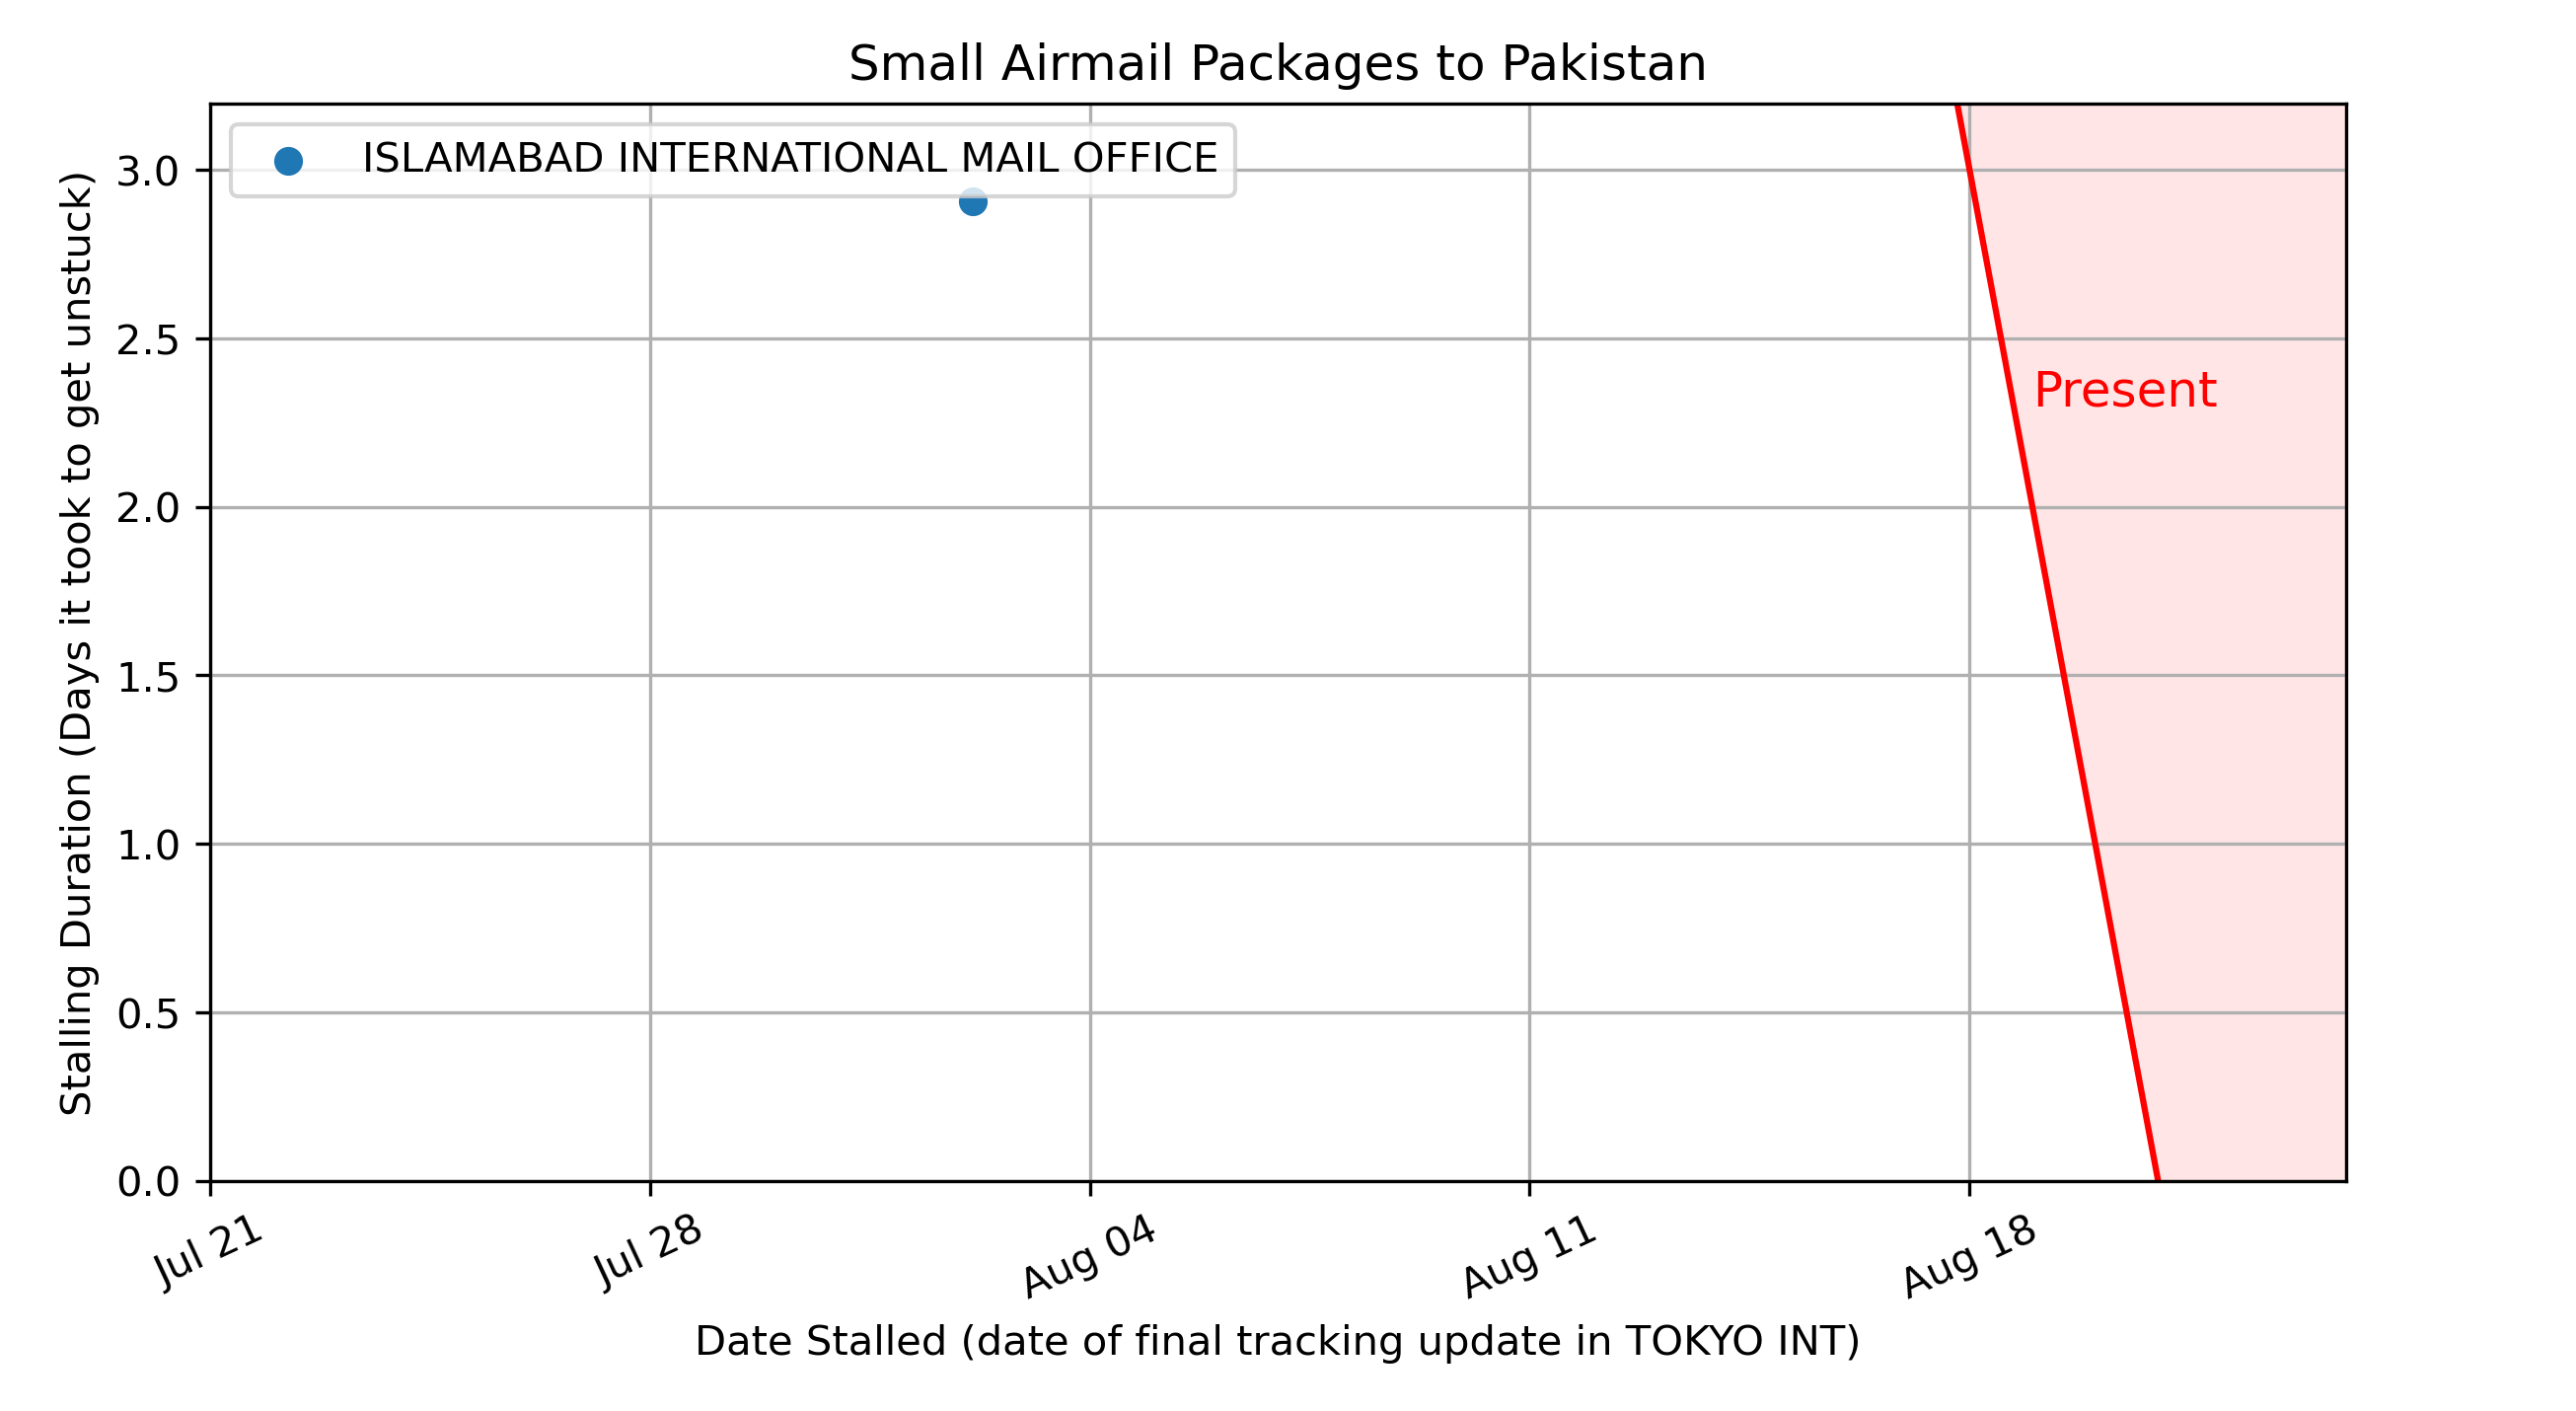 Small Airmail Packages to Pakistan
ISLAMABAD INTERNATIONAL MAIL OFFICE
Stalling Duration (Days it took to get unstuck)
3.0
2.5
2.0
1.5
1.0
0.5
0.0
Present
Jul 21
Jul 28
Aug 04
Aug 11
Aug 18
Date Stalled (date of final tracking update in TOKYO INT)